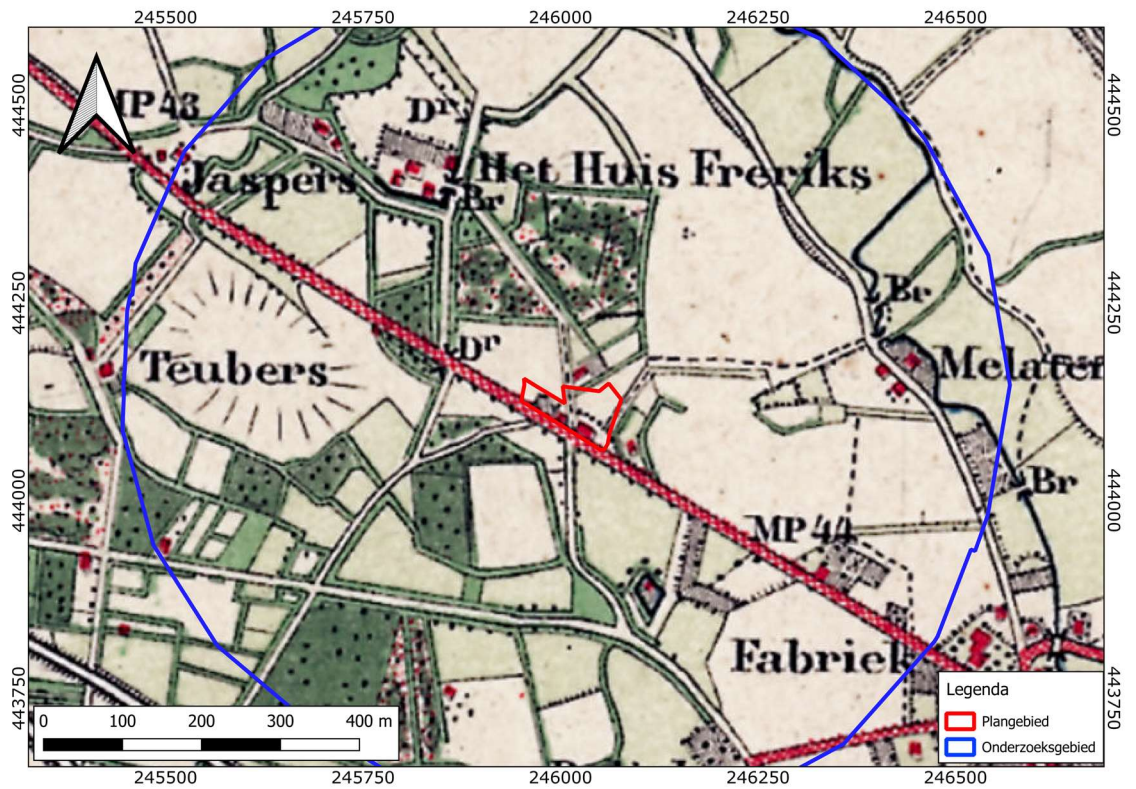 245500 245750 246000 246250 246500
444500
444500
MP 43
Dr
Jaspers
Het Huis Freriks
Br
444250
444250
Br
Teubers
Dr
Melaten
444000
444000
Br
MP 44
Fabriek
443750
443750
Legenda
Plangebied
Onderzoeksgebied
0 100 200 300 400 m
245500 245750 246000 246250 246500